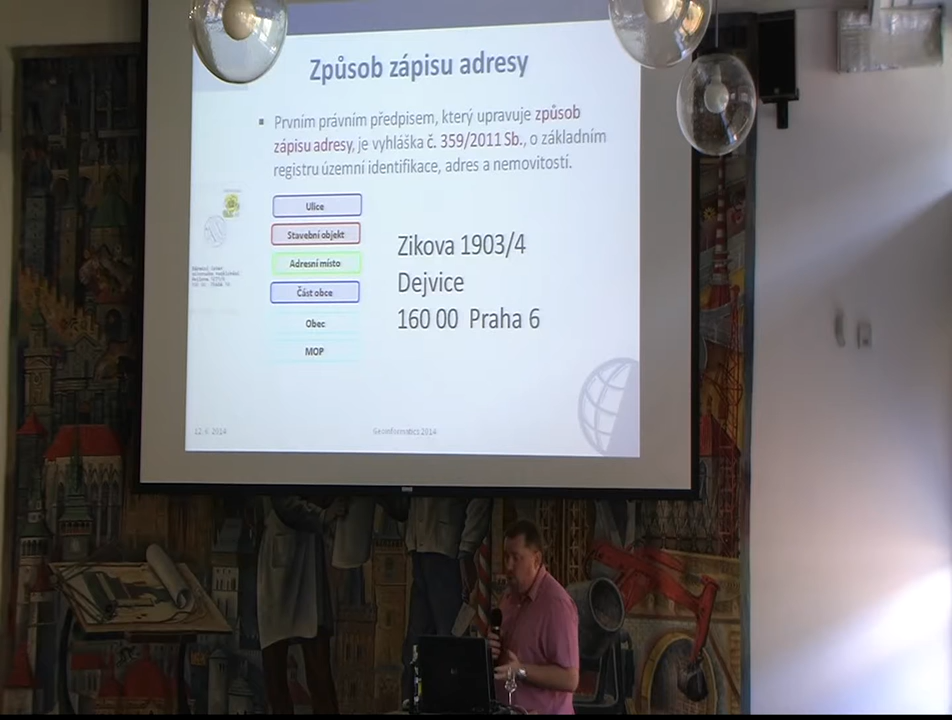 Způsob zápisu adresy
▪ Prvním právním předpisem, který upravuje způsob
zápisu adresy, je vyhláška č. 359/2011 Sb., o základním
registru územní identifikace, adres a nemovitostí.
Ulice
Stavební objekt
Adresní místo
Část obce
Obec
MOP
Zikova 1903/4
Dejvice
160 00 Praha 6
12. 6. 2014
Geoinformatics 2014